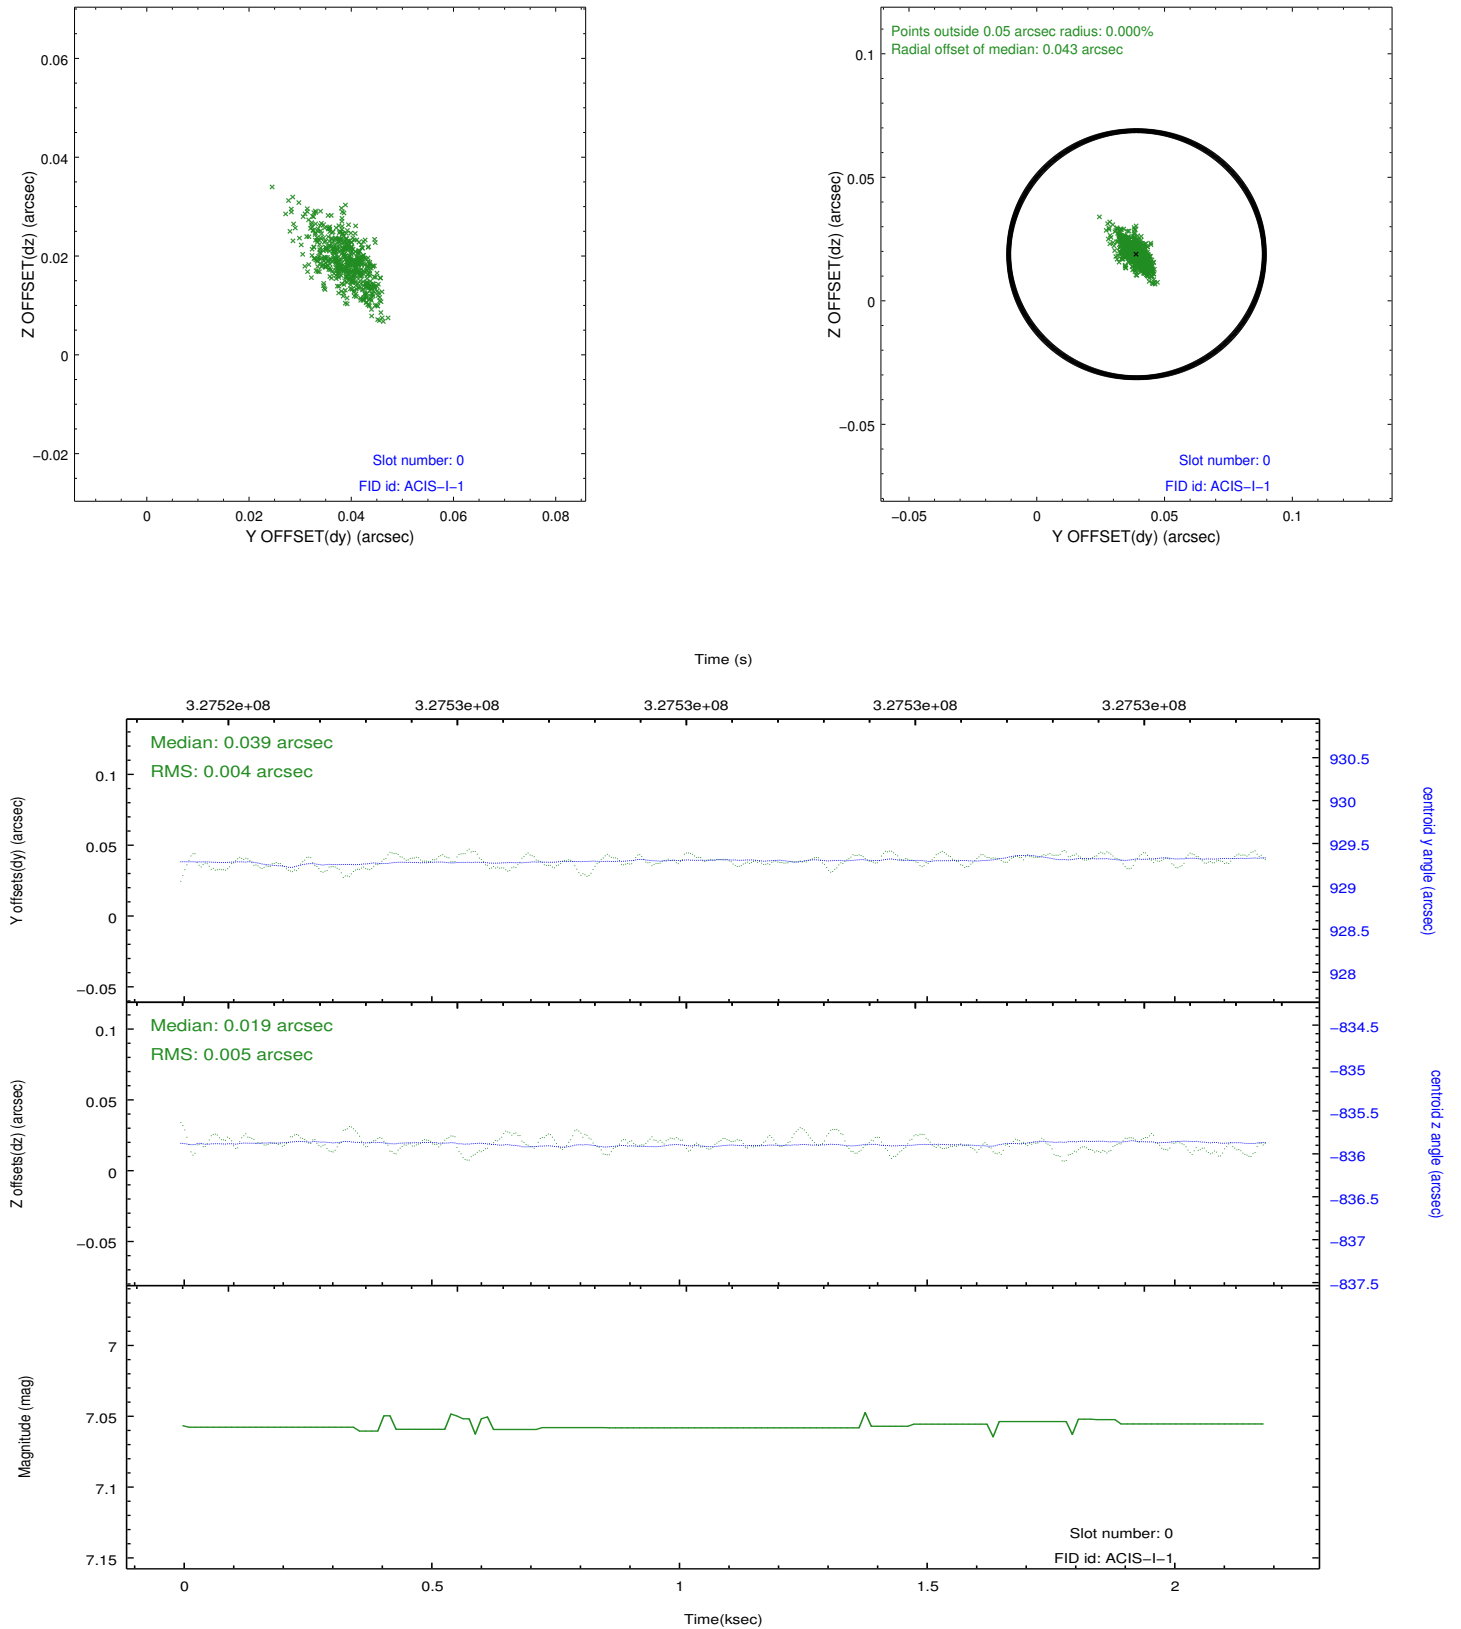 0.06
0.04
0.02
0
−0.02
Z OFFSET(dz) (arcsec)
Slot number: 0
FID id: ACIS−I−1
0
0.02
0.04
0.06
0.08
Y OFFSET(dy) (arcsec)
Points outside 0.05 arcsec radius: 0.000%
Radial offset of median: 0.043 arcsec
0.1
0.05
0
−0.05
Z OFFSET(dz) (arcsec)
Slot number: 0
FID id: ACIS−I−1
−0.05
0
0.05
0.1
Y OFFSET(dy) (arcsec)
Time (s)
3.2752e+08
3.2753e+08
3.2753e+08
3.2753e+08
3.2753e+08
Median: 0.039 arcsec
RMS: 0.004 arcsec
0.1
0.05
0
−0.05
Y offsets(dy) (arcsec)
930.5
930
929.5
929
928.5
928
centroid y angle (arcsec)
Median: 0.019 arcsec
RMS: 0.005 arcsec
0.1
0.05
0
−0.05
Z offsets(dz) (arcsec)
−834.5
−835
−835.5
−836
−836.5
−837
−837.5
centroid z angle (arcsec)
7
7.05
7.1
7.15
Magnitude (mag)
Slot number: 0
FID id: ACIS−I−1
0
0.5
1
1.5
2
Time(ksec)